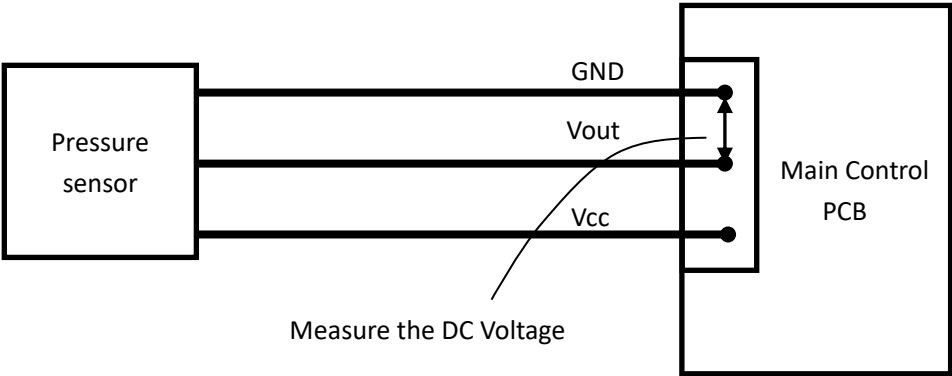 GND
Vout
Pressure
sensor
Main Control
PCB
Vcc
Measure the DC Voltage